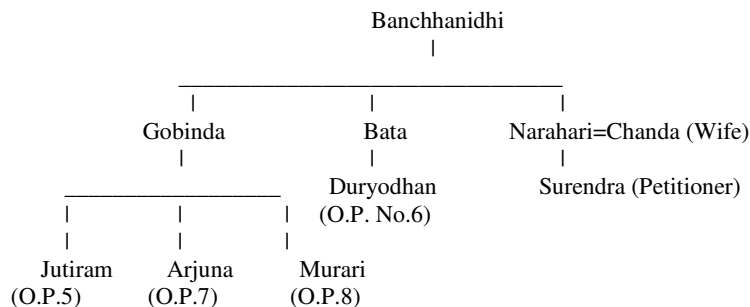 Banchhanidhi
Gobinda Bata Narahari=Chanda (Wife)
Duryodhan Surendra (Petitioner)
(O.P. No.6)
Jutiram Arjuna Murari
(O.P.5) (O.P.7) (O.P.8)